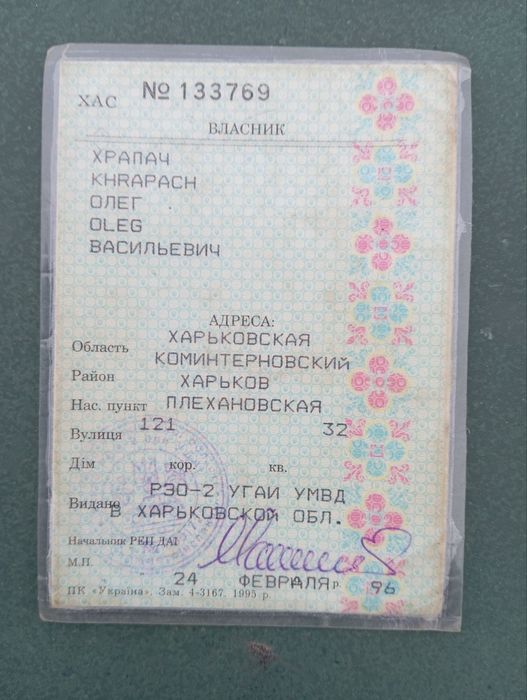 ХАС № 133769
ВЛАСНИК
ХРАПАЧ
KHRAPACH
ОЛЕГ
OLEG
ВАСИЛЬЕВИЧ
АДРЕСА:
ХАРЬКОВСКАЯ
Область КОМИНТЕРНОВСКИЙ
Район ХАРЬКОВ
Нас. пункт ПЛЕХАНОВСКАЯ
Вулиця 121 32
Дім кор. кв.
РЭО-2 УГАИ УМВД
Видано В ХАРЬКОВСКОЙ ОБЛ.
Начальник РЕП ДАІ
М.П.
24 ФЕВРАЛЯ р. 96
ПК «Україна». Зам. 4-3167. 1995 р.